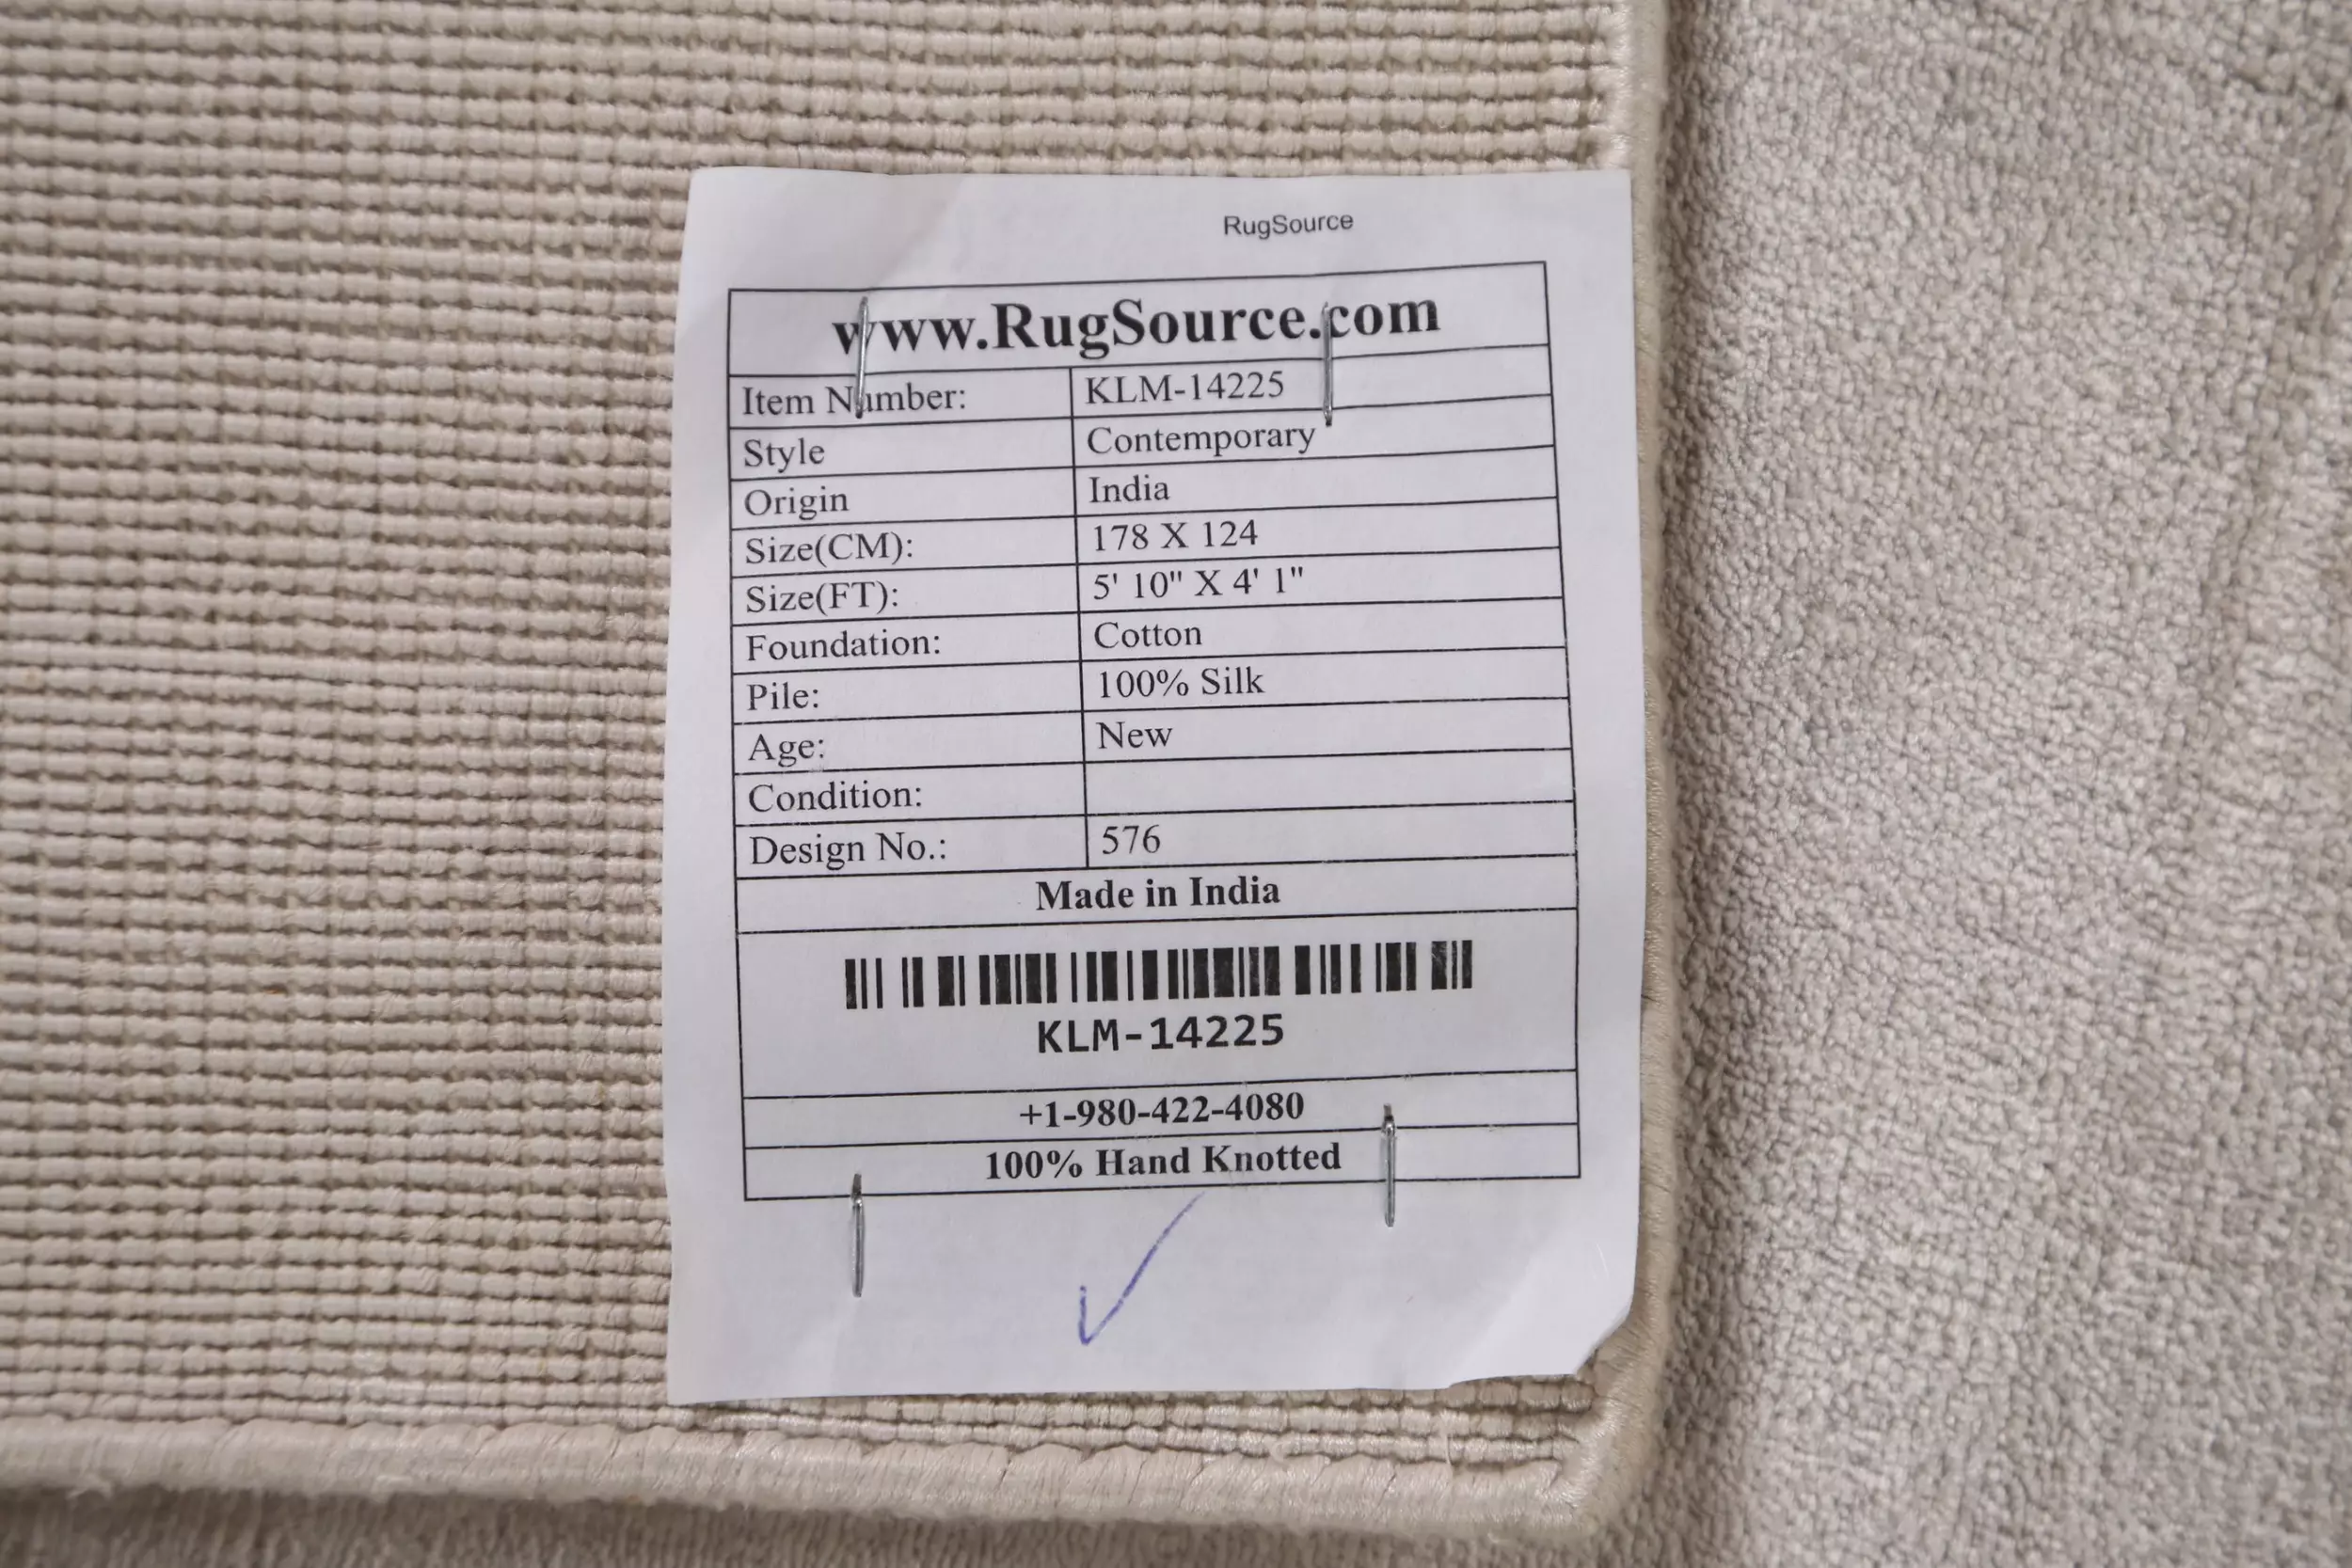 RugSource
www.RugSource.com
Item Number: KLM-14225
Style Contemporary
Origin India
Size(CM): 178 X 124
Size(FT): 5' 10" X 4' 1"
Foundation: Cotton
Pile: 100% Silk
Age: New
Condition:
Design No.: 576
Made in India
KLM-14225
+1-980-422-4080
100% Hand Knotted